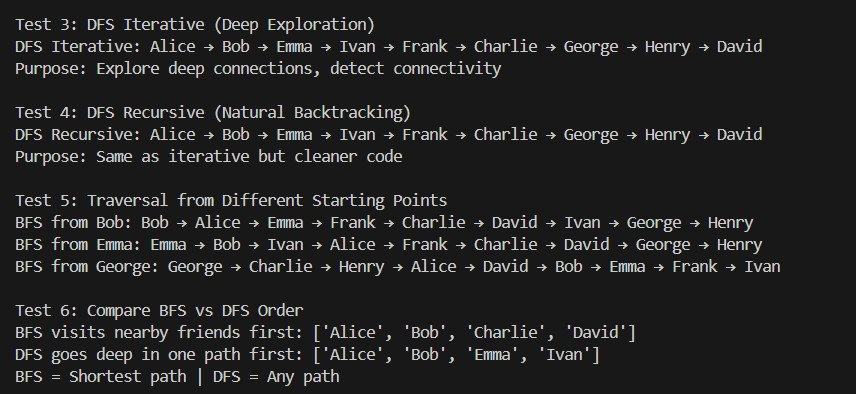 Test 3: DFS Iterative (Deep Exploration)
DFS Iterative: Alice → Bob → Emma → Ivan → Frank → Charlie → George → Henry → David
Purpose: Explore deep connections, detect connectivity
Test 4: DFS Recursive (Natural Backtracking)
DFS Recursive: Alice → Bob → Emma → Ivan → Frank → Charlie → George → Henry → David
Purpose: Same as iterative but cleaner code
Test 5: Traversal from Different Starting Points
BFS from Bob: Bob → Alice → Emma → Frank → Charlie → David → Ivan → George → Henry
BFS from Emma: Emma → Bob → Ivan → Alice → Frank → Charlie → David → George → Henry
BFS from George: George → Charlie → Henry → Alice → David → Bob → Emma → Frank → Ivan
Test 6: Compare BFS vs DFS Order
BFS visits nearby friends first: ['Alice', 'Bob', 'Charlie', 'David']
DFS goes deep in one path first: ['Alice', 'Bob', 'Emma', 'Ivan']
BFS = Shortest path | DFS = Any path